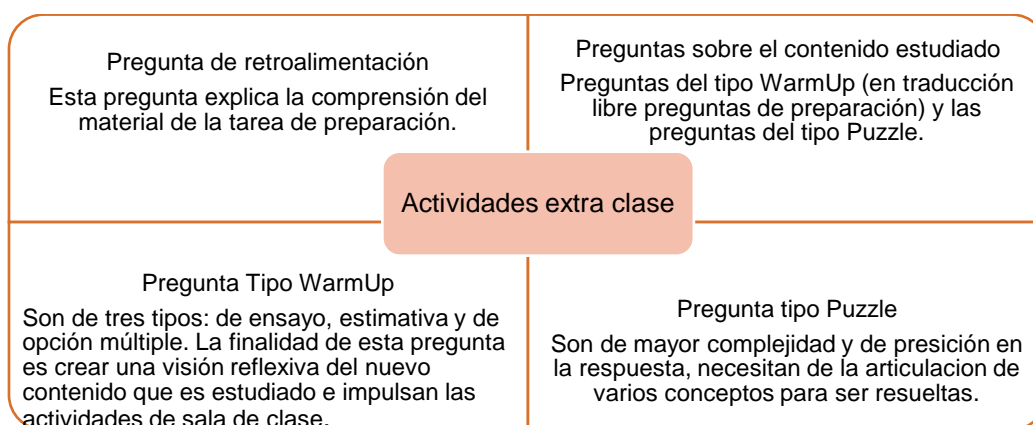 Pregunta de retroalimentación
Esta pregunta explica la comprensión del
material de la tarea de preparación.
Preguntas sobre el contenido estudiado
Preguntas del tipo WarmUp (en traducción
libre preguntas de preparación) y las
preguntas del tipo Puzzle.
Actividades extra clase
Pregunta Tipo WarmUp
Son de tres tipos: de ensayo, estimativa y de
opción múltiple. La finalidad de esta pregunta
es crear una visión reflexiva del nuevo
contenido que es estudiado e impulsan las
actividades de sala de clase.
Pregunta tipo Puzzle
Son de mayor complejidad y de presición en
la respuesta, necesitan de la articulacion de
varios conceptos para ser resueltas.